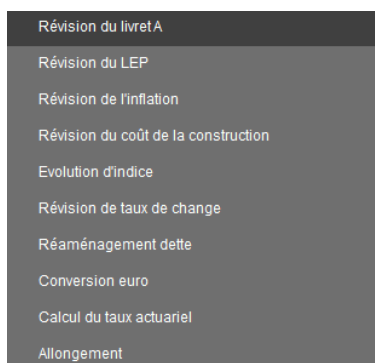 Révision du livret A
Révision du LEP
Révision de l'inflation
Révision du coût de la construction
Evolution d'indice
Révision de taux de change
Réaménagement dette
Conversion euro
Calcul du taux actuariel
Allongement